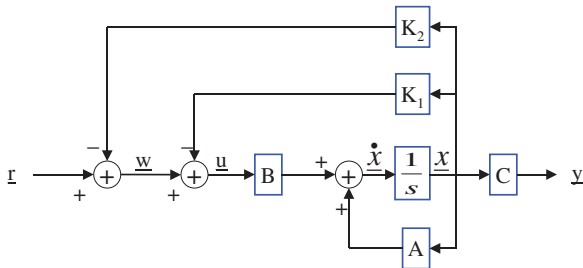 K₂
K₁
− −
r + + w + + u B + + ẋ 1/s x C y
+
A